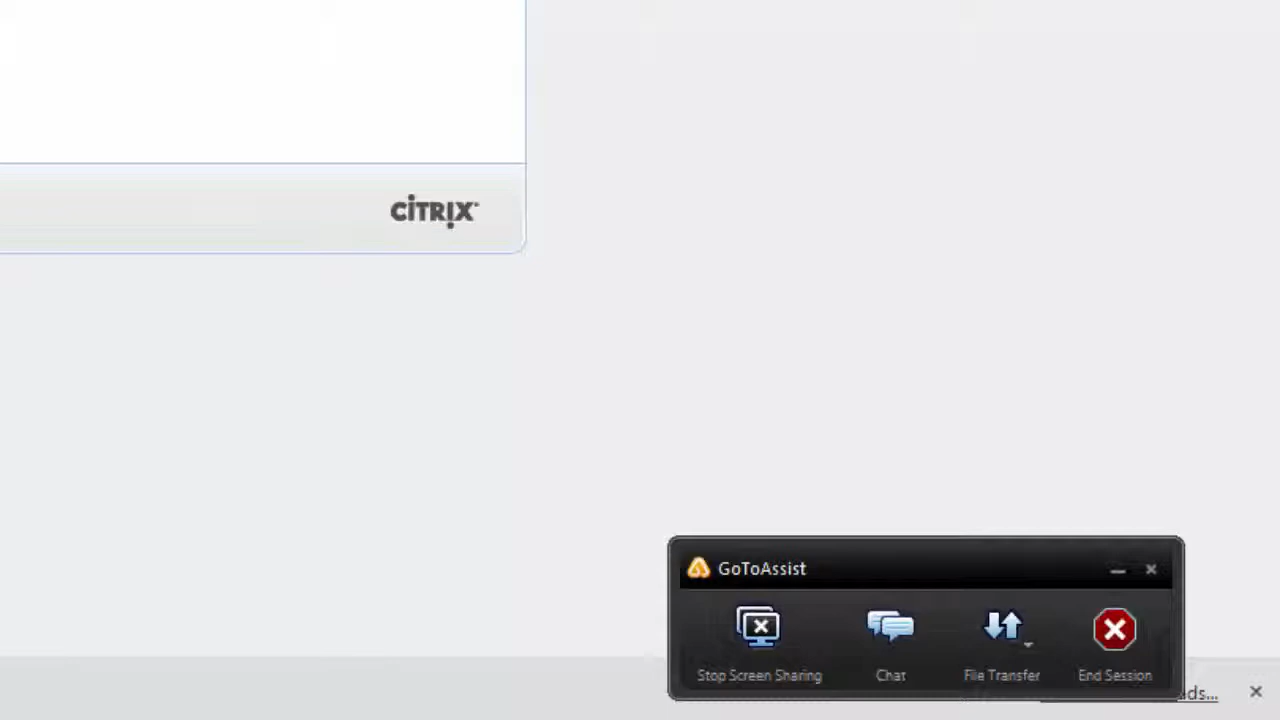 CITRIX
GoToAssist
Stop Screen Sharing
Chat
File Transfer
End Session